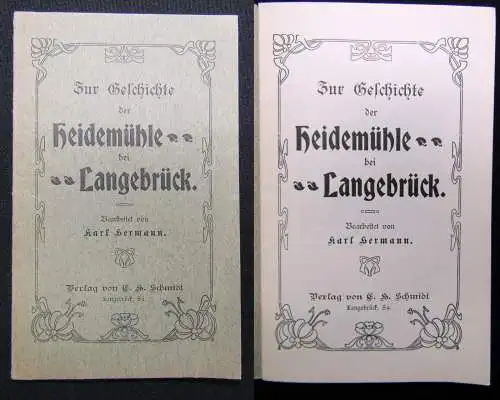 Zur Geschichte
der
Heidemühle
bei
Langebrück.
Bearbeitet von
Karl Hermann.
Verlag von E. H. Schmidt
Langebrück, Sa.
Zur Geschichte
der
Heidemühle
bei
Langebrück.
Bearbeitet von
Karl Hermann.
Verlag von E. H. Schmidt
Langebrück, Sa.